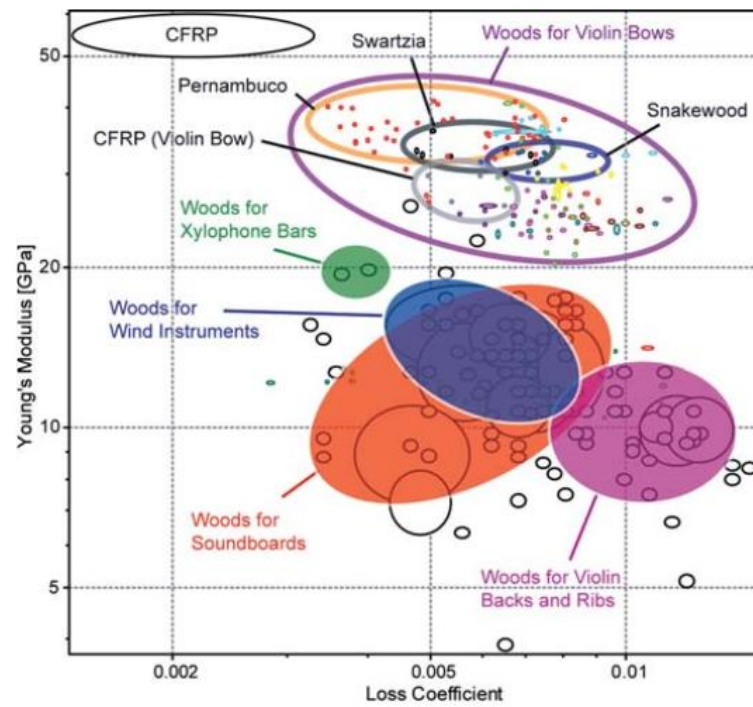 CFRP
Swartzia
Woods for Violin Bows
Pernambuco
Snakewood
CFRP (Violin Bow)
Woods for
Xylophone Bars
Woods for
Wind Instruments
Woods for
Soundboards
Woods for Violin
Backs and Ribs
Young's Modulus [GPa]
50
20
10
5
0.002
0.005
0.01
Loss Coefficient